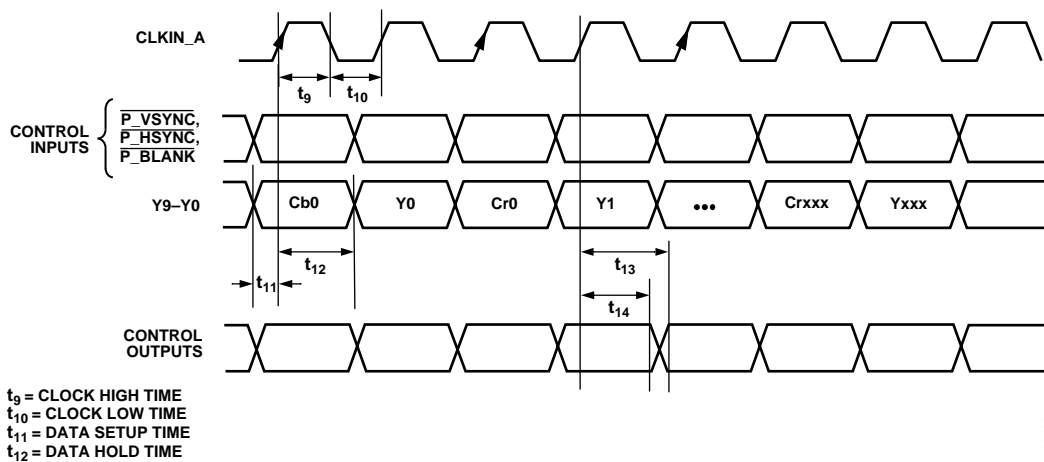 CLKIN_A
t9
t10
CONTROL
INPUTS
P_VSYNC,
P_HSYNC,
P_BLANK
Y9–Y0
Cb0
Y0
Cr0
Y1
•••
Crxxx
Yxxx
t12
t13
t11
t14
CONTROL
OUTPUTS
t9 = CLOCK HIGH TIME
t10 = CLOCK LOW TIME
t11 = DATA SETUP TIME
t12 = DATA HOLD TIME